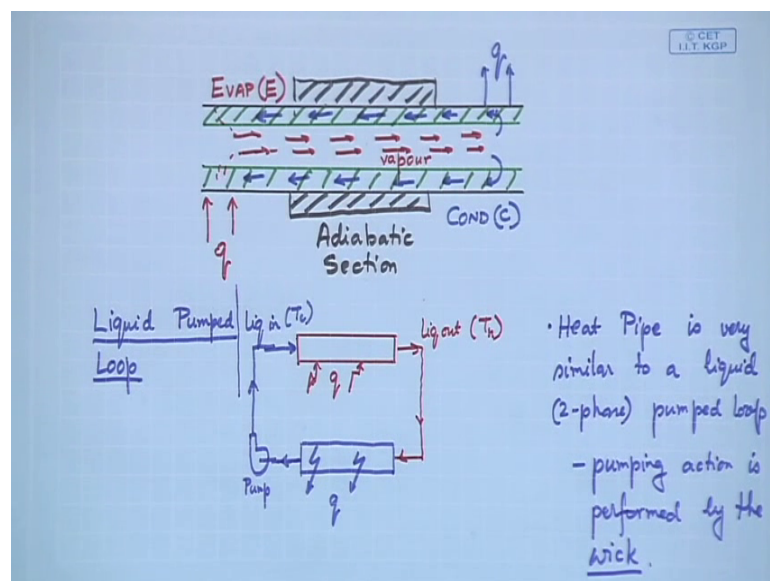 © CET
I.I.T. KGP
q
EVAP(E)
vapour
COND(C)
q
Adiabatic
Section
Liquid Pumped
Loop
Liq in (Tc)
Liq out (Th)
q
Pump
q
· Heat Pipe is very
similar to a liquid
(2-phase) pumped loop
- pumping action is
performed by the
wick.